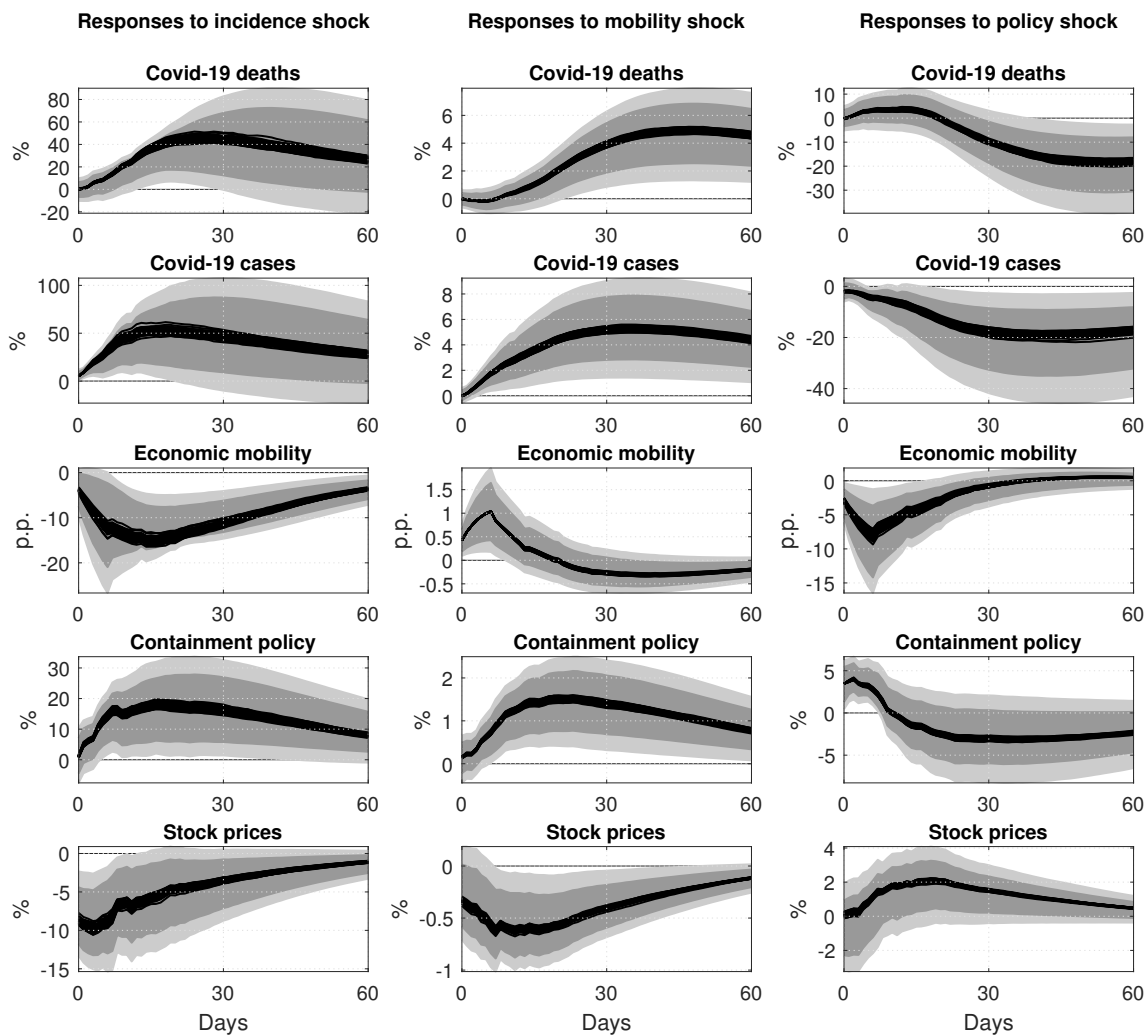 Responses to incidence shock Responses to mobility shock Responses to policy shock
Covid-19 deaths Covid-19 deaths Covid-19 deaths
%
80
60
40
20
0
-20
0 30 60
%
6
4
2
0
0 30 60
%
10
0
-10
-20
-30
0 30 60
Covid-19 cases Covid-19 cases Covid-19 cases
%
100
50
0
0 30 60
%
8
6
4
2
0
0 30 60
%
0
-20
-40
0 30 60
Economic mobility Economic mobility Economic mobility
p.p.
0
-10
-20
0 30 60
p.p.
1.5
1
0.5
0
-0.5
0 30 60
p.p.
0
-5
-10
-15
0 30 60
Containment policy Containment policy Containment policy
%
30
20
10
0
0 30 60
%
2
1
0
0 30 60
%
5
0
-5
0 30 60
Stock prices Stock prices Stock prices
%
0
-5
-10
-15
0 30 60
%
0
-0.5
-1
0 30 60
%
4
2
0
-2
0 30 60
Days Days Days